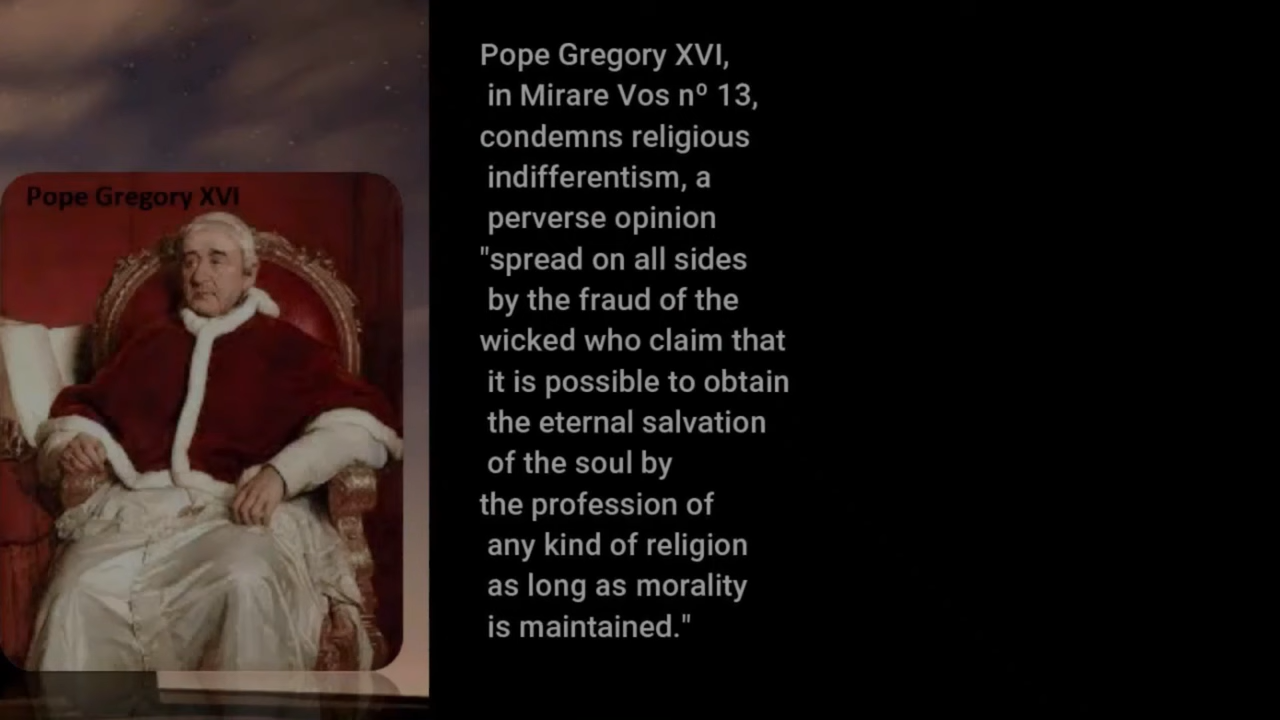 Pope Gregory XVI
Pope Gregory XVI,
in Mirare Vos nº 13,
condemns religious
indifferentism, a
perverse opinion
"spread on all sides
by the fraud of the
wicked who claim that
it is possible to obtain
the eternal salvation
of the soul by
the profession of
any kind of religion
as long as morality
is maintained."